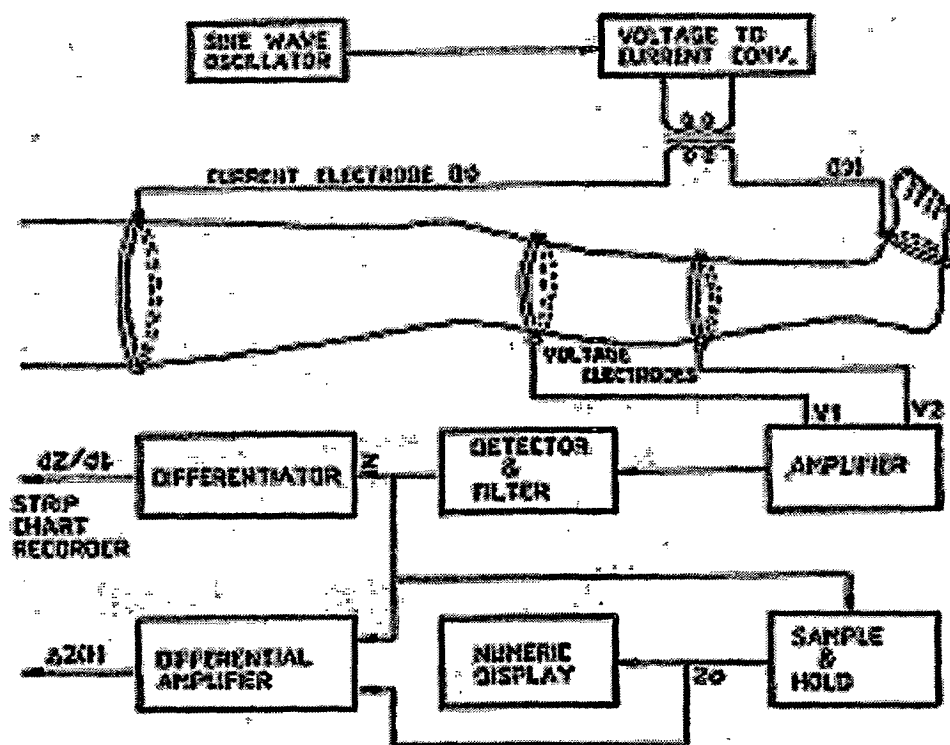 SINE WAVE
OSCILLATOR
VOLTAGE TO
CURRENT CONV.
CURRENT ELECTRODE
VOLTAGE
ELECTRODES
V1
V2
dZ/dt
DIFFERENTIATOR
DETECTOR
&
FILTER
AMPLIFIER
STRIP
CHART
RECORDER
ΔZ(t)
DIFFERENTIAL
AMPLIFIER
NUMERIC
DISPLAY
ZO
SAMPLE
&
HOLD